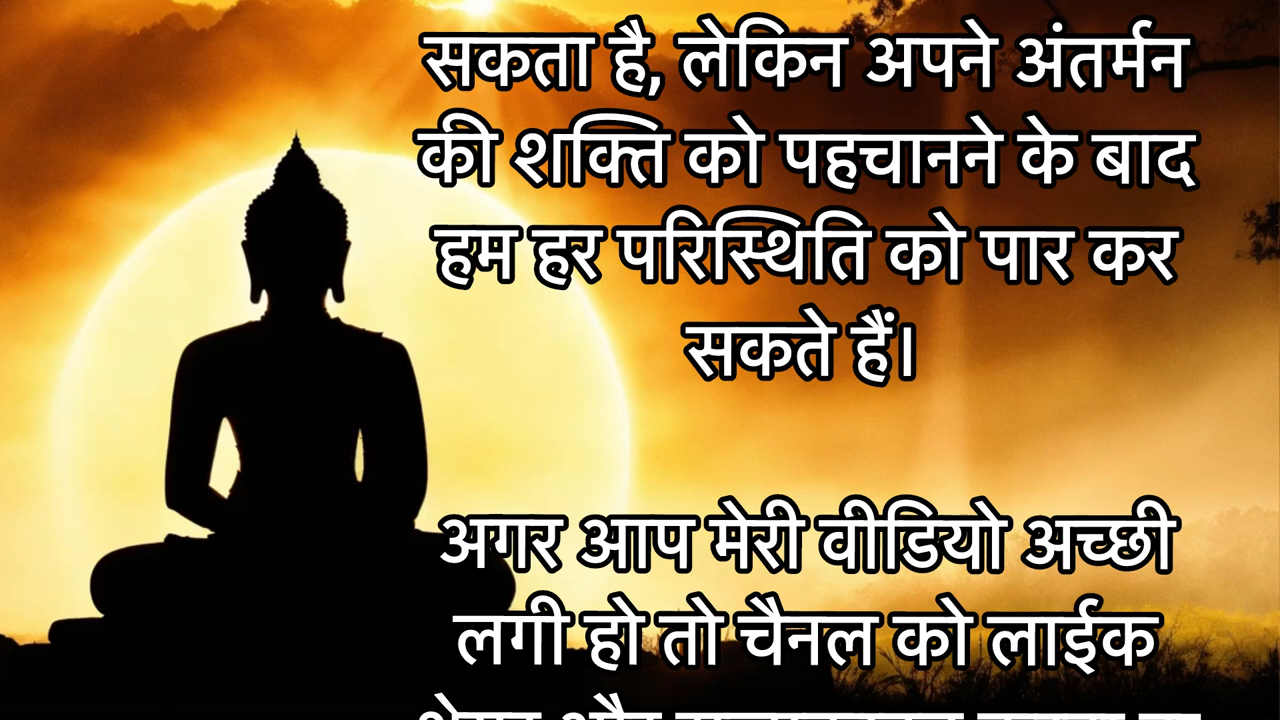 सकता है, लेकिन अपने अंतर्मन
की शक्ति को पहचानने के बाद
हम हर परिस्थिति को पार कर
सकते हैं।
अगर आप मेरी वीडियो अच्छी
लगी हो तो चैनल को लाईक